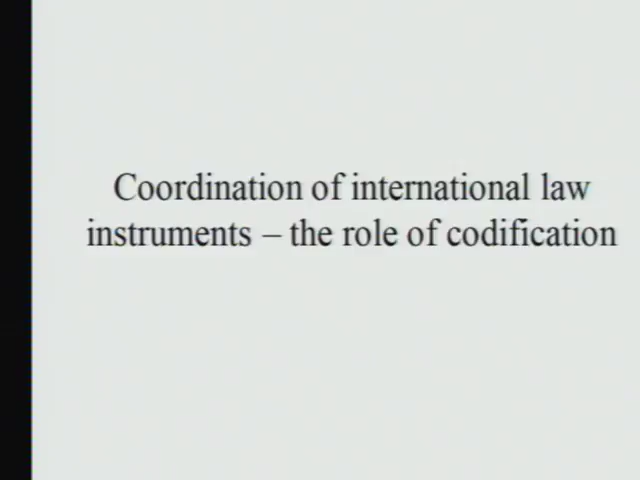 Coordination of international law
instruments – the role of codification